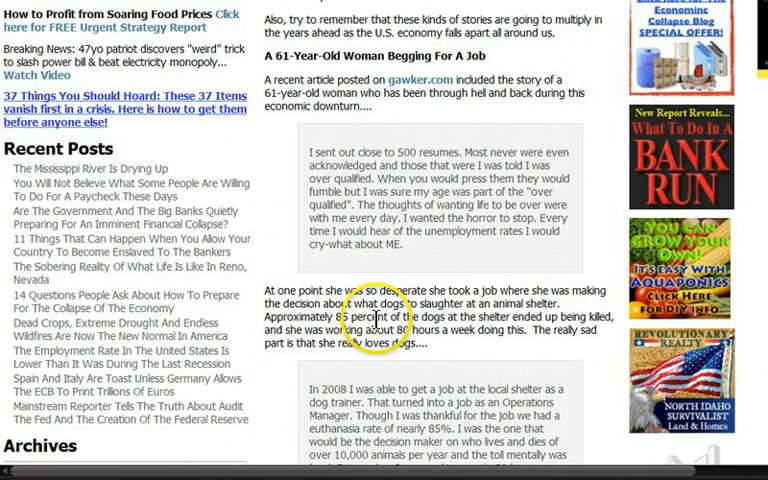 How to Profit from Soaring Food Prices Click
here for FREE Urgent Strategy Report
Breaking News: 47yo patriot discovers "weird" trick
to slash power bill & beat electricity monopoly...
Watch Video
37 Things You Should Hoard: These 37 Items
vanish first in a crisis. Here is how to get them
before anyone else!
Recent Posts
The Mississippi River Is Drying Up
You Will Not Believe What Some People Are Willing
To Do For A Paycheck These Days
Are The Government And The Big Banks Quietly
Preparing For An Imminent Financial Collapse?
11 Things That Can Happen When You Allow Your
Country To Become Enslaved To The Bankers
The Sobering Reality Of What Life Is Like In Reno,
Nevada
14 Questions People Ask About How To Prepare
For The Collapse Of The Economy
Dead Crops, Extreme Drought And Endless
Wildfires Are Now The New Normal In America
The Employment Rate In The United States Is
Lower Than It Was During The Last Recession
Spain And Italy Are Toast Unless Germany Allows
The ECB To Print Trillions Of Euros
Mainstream Reporter Tells The Truth About Audit
The Fed And The Creation Of The Federal Reserve
Archives
Also, try to remember that these kinds of stories are going to multiply in
the years ahead as the U.S. economy falls apart all around us.
A 61-Year-Old Woman Begging For A Job
A recent article posted on gawker.com included the story of a
61-year-old woman who has been through hell and back during this
economic downturn....
I sent out close to 500 resumes. Most never were even
acknowledged and those that were I was told I was
over qualified. When you would press them they would
fumble but I was sure my age was part of the "over
qualified". The thoughts of wanting life to be over were
with me every day. I wanted the horror to stop. Every
time I would hear of the unemployment rates I would
cry-what about ME.
At one point she was so desperate she took a job where she was making
the decision about what dogs to slaughter at an animal shelter.
Approximately 85 percent of the dogs at the shelter ended up being killed,
and she was working about 80 hours a week doing this. The really sad
part is that she really loves dogs....
In 2008 I was able to get a job at the local shelter as a
dog trainer. That turned into a job as an Operations
Manager. Though I was thankful for the job we had a
euthanasia rate of nearly 85%. I was the one that
would be the decision maker on who lives and dies of
over 10,000 animals per year and the toll mentally was
Click Here for The
Economic
Collapse Blog
SPECIAL OFFER!
New Report Reveals...
What To Do In A
BANK
RUN
YOU CAN
GROW YOUR
OWN!
IT'S EASY WITH
AQUAPONICS
CLICK HERE
FOR DIY INFO
REVOLUTIONARY
REALTY
NORTH IDAHO
SURVIVALIST
Land & Homes